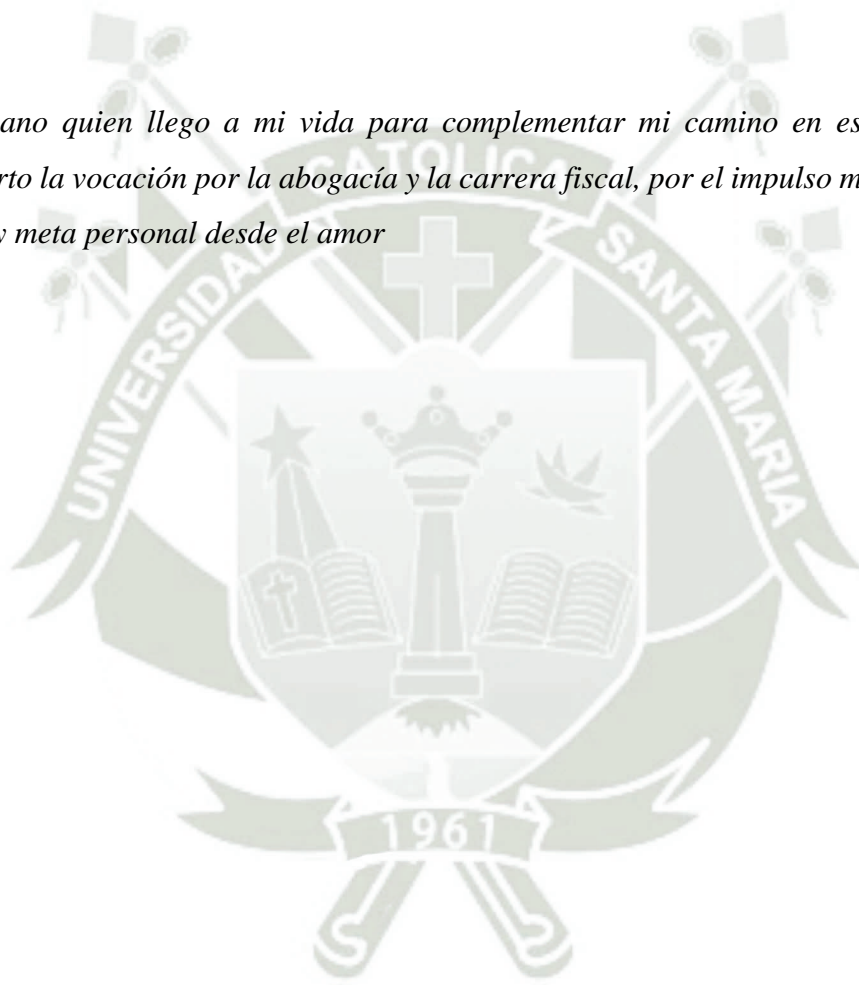 ano quien llego a mi vida para complementar mi camino en es
rto la vocación por la abogacía y la carrera fiscal, por el impulso m
y meta personal desde el amor
UNIVERSIDAD CATOLICA SANTA MARIA
1961